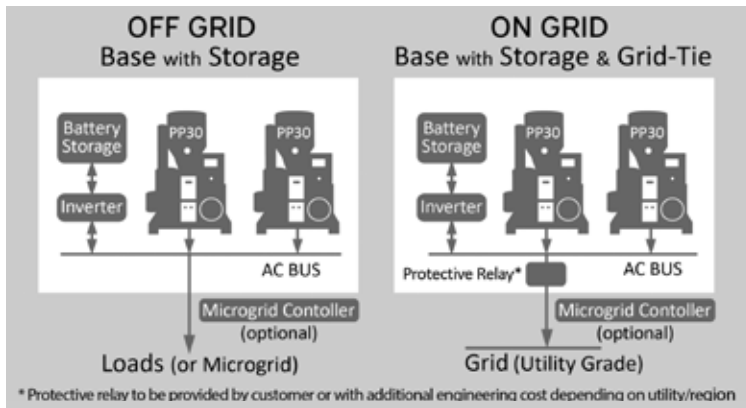 OFF GRID
Base with Storage
Battery
Storage
PP30
PP30
Inverter
AC BUS
Microgrid Contoller
(optional)
Loads (or Microgrid)
ON GRID
Base with Storage & Grid-Tie
Battery
Storage
PP30
PP30
Inverter
Protective Relay*
AC BUS
Microgrid Contoller
(optional)
Grid (Utility Grade)
* Protective relay to be provided by customer or with additional engineering cost depending on utility/region